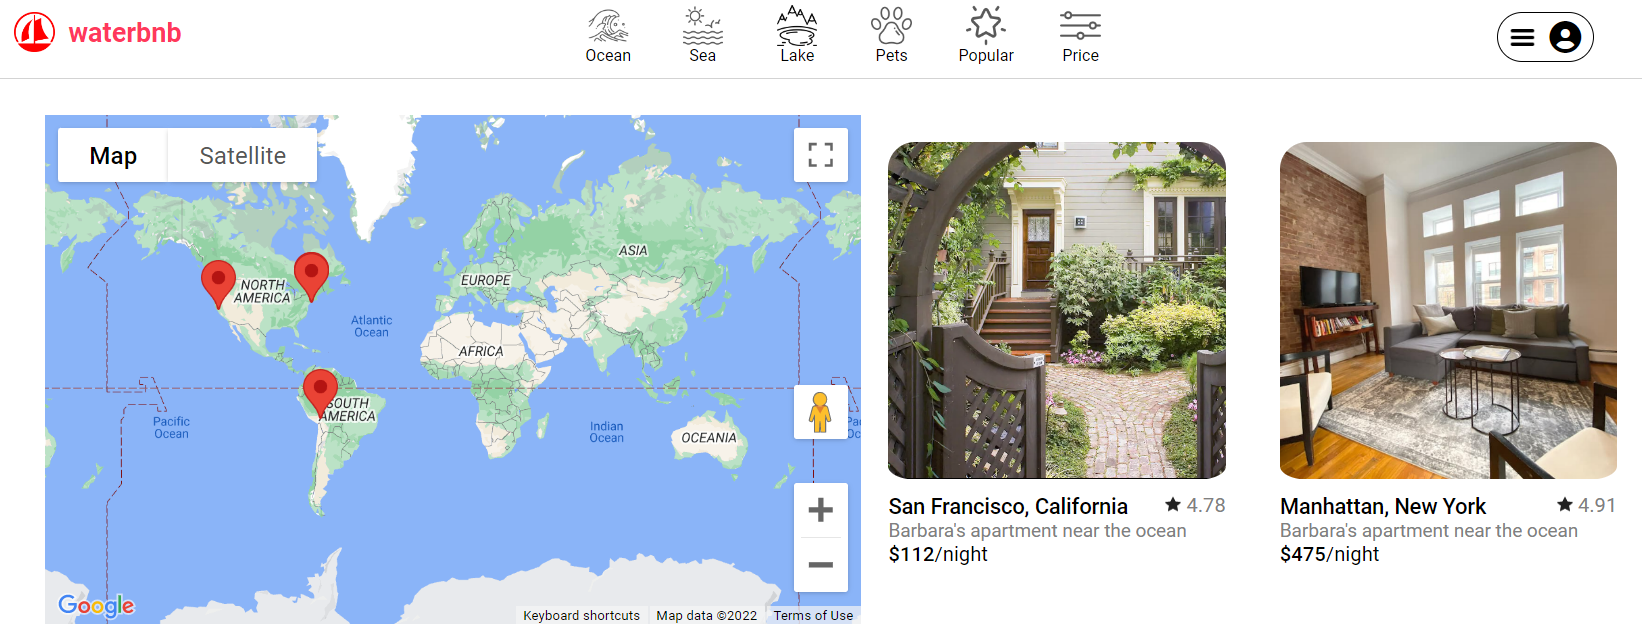 waterbnb
Ocean
Sea
Lake
Pets
Popular
Price
Map
Satellite
ASIA
EUROPE
NORTH
AMERICA
Atlantic
Ocean
AFRICA
SOUTH
AMERICA
Pacific
Ocean
Indian
Ocean
OCEANIA
Google
Keyboard shortcuts
Map data ©2022
Terms of Use
San Francisco, California
4.78
Barbara's apartment near the ocean
$112/night
Manhattan, New York
4.91
Barbara's apartment near the ocean
$475/night